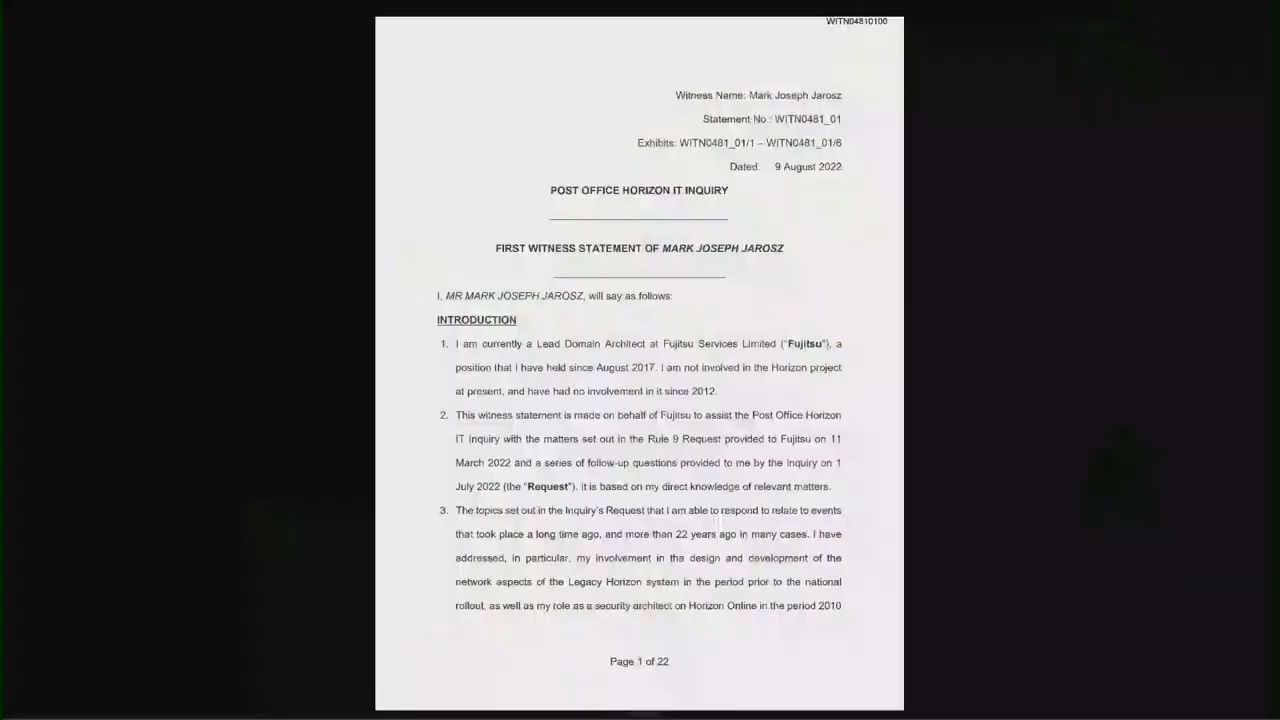 WITN04810100
Witness Name: Mark Joseph Jarosz
Statement No.: WITN0481_01
Exhibits: WITN0481_01/1 – WITN0481_01/6
Dated: 9 August 2022
POST OFFICE HORIZON IT INQUIRY
FIRST WITNESS STATEMENT OF MARK JOSEPH JAROSZ
I, MR MARK JOSEPH JAROSZ, will say as follows:
INTRODUCTION
1. I am currently a Lead Domain Architect at Fujitsu Services Limited (“Fujitsu”), a
position that I have held since August 2017. I am not involved in the Horizon project
at present, and have had no involvement in it since 2012.
2. This witness statement is made on behalf of Fujitsu to assist the Post Office Horizon
IT Inquiry with the matters set out in the Rule 9 Request provided to Fujitsu on 11
March 2022 and a series of follow-up questions provided to me by the Inquiry on 1
July 2022 (the “Request”). It is based on my direct knowledge of relevant matters.
3. The topics set out in the Inquiry’s Request that I am able to respond to relate to events
that took place a long time ago, and more than 22 years ago in many cases. I have
addressed, in particular, my involvement in the design and development of the
network aspects of the Legacy Horizon system in the period prior to the national
rollout, as well as my role as a security architect on Horizon Online in the period 2010
Page 1 of 22